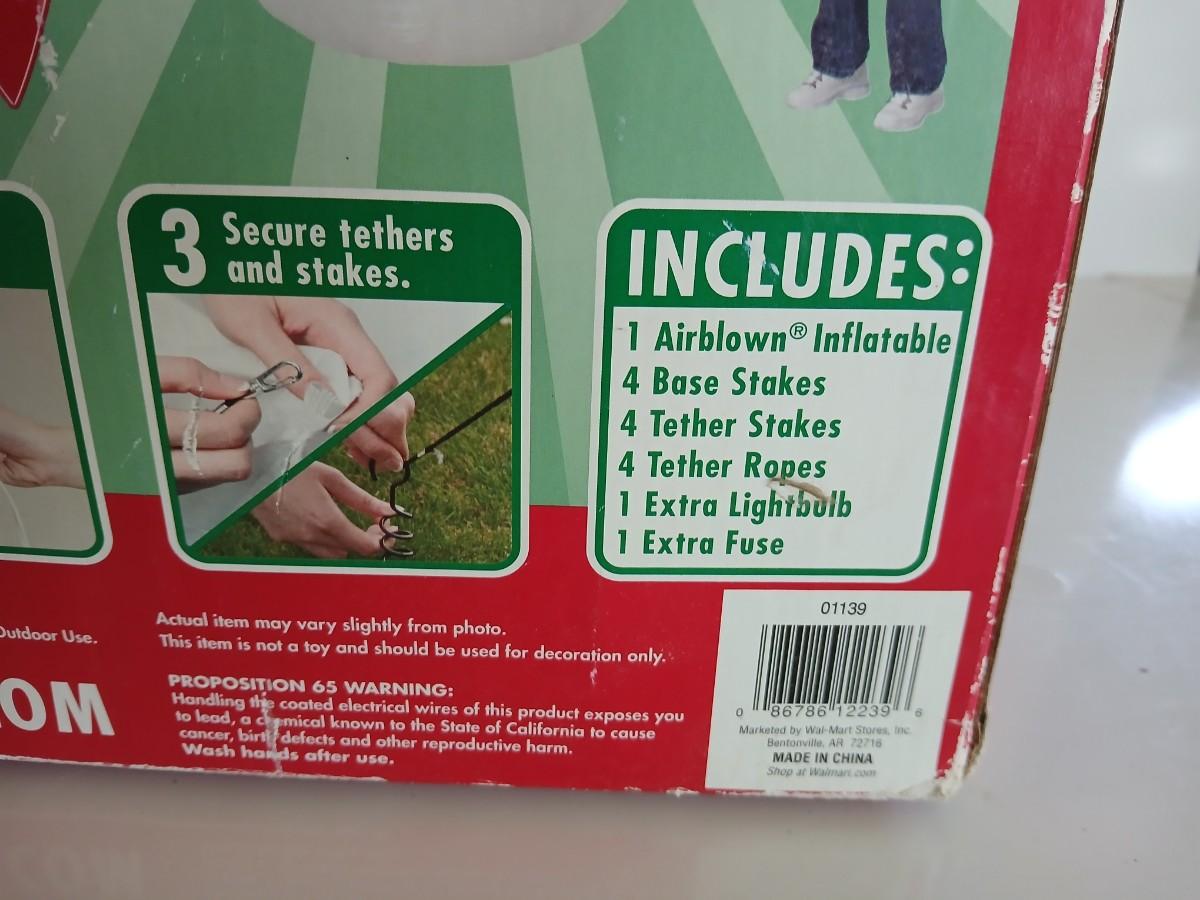 3 Secure tethers
and stakes.
INCLUDES:
1 Airblown® Inflatable
4 Base Stakes
4 Tether Stakes
4 Tether Ropes
1 Extra Lightbulb
1 Extra Fuse
Outdoor Use.
OM
Actual item may vary slightly from photo.
This item is not a toy and should be used for decoration only.
PROPOSITION 65 WARNING:
Handling the coated electrical wires of this product exposes you
to lead, a chemical known to the State of California to cause
cancer, birth defects and other reproductive harm.
Wash hands after use.
01139
0 86786 12239 6
Marketed by Wal-Mart Stores, Inc.
Bentonville, AR 72716
MADE IN CHINA
Shop at Walmart.com